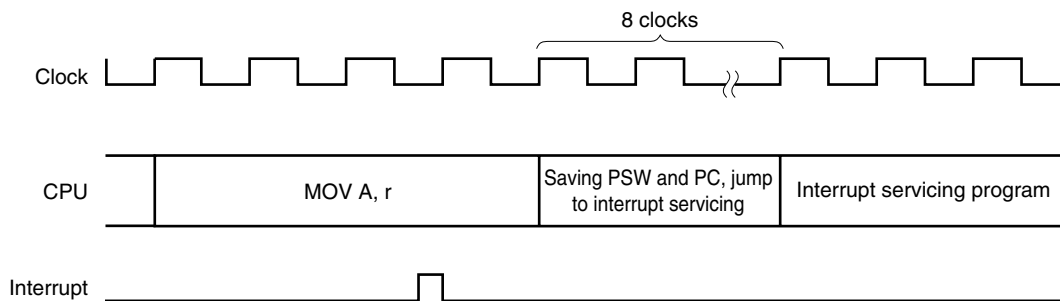 8 clocks
Clock
CPU
MOV A, r
Saving PSW and PC, jump
to interrupt servicing
Interrupt servicing program
Interrupt